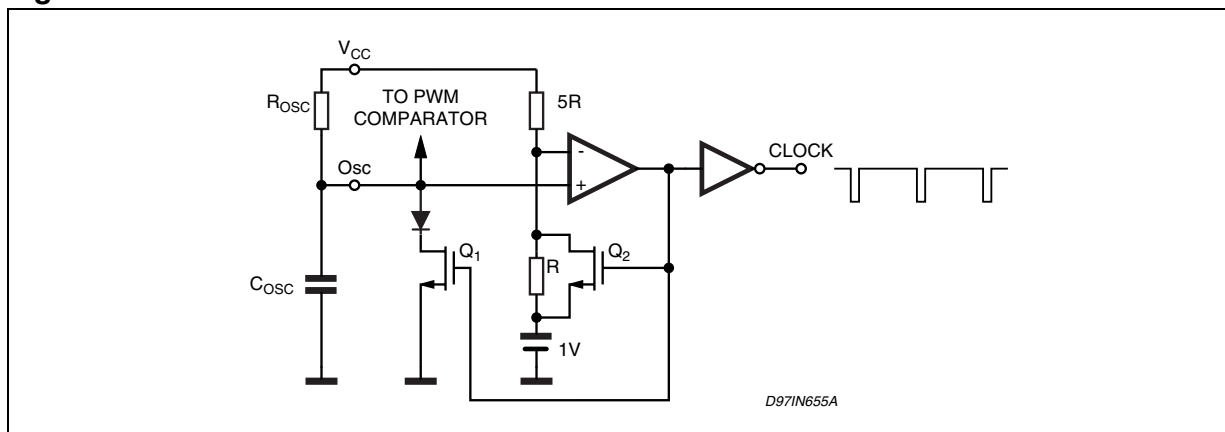 V_CC
R_OSC
TO PWM
COMPARATOR
5R
-
+
CLOCK
Osc
Q_1
R
Q_2
C_OSC
1V
D97IN655A